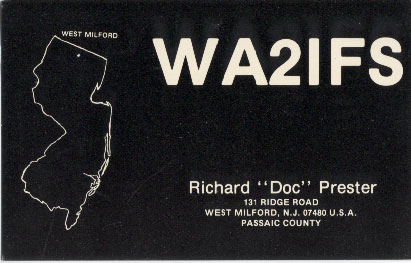 WEST MILFORD
WA2IFS
Richard "Doc" Prester
131 RIDGE ROAD
WEST MILFORD, N.J. 07480 U.S.A.
PASSAIC COUNTY